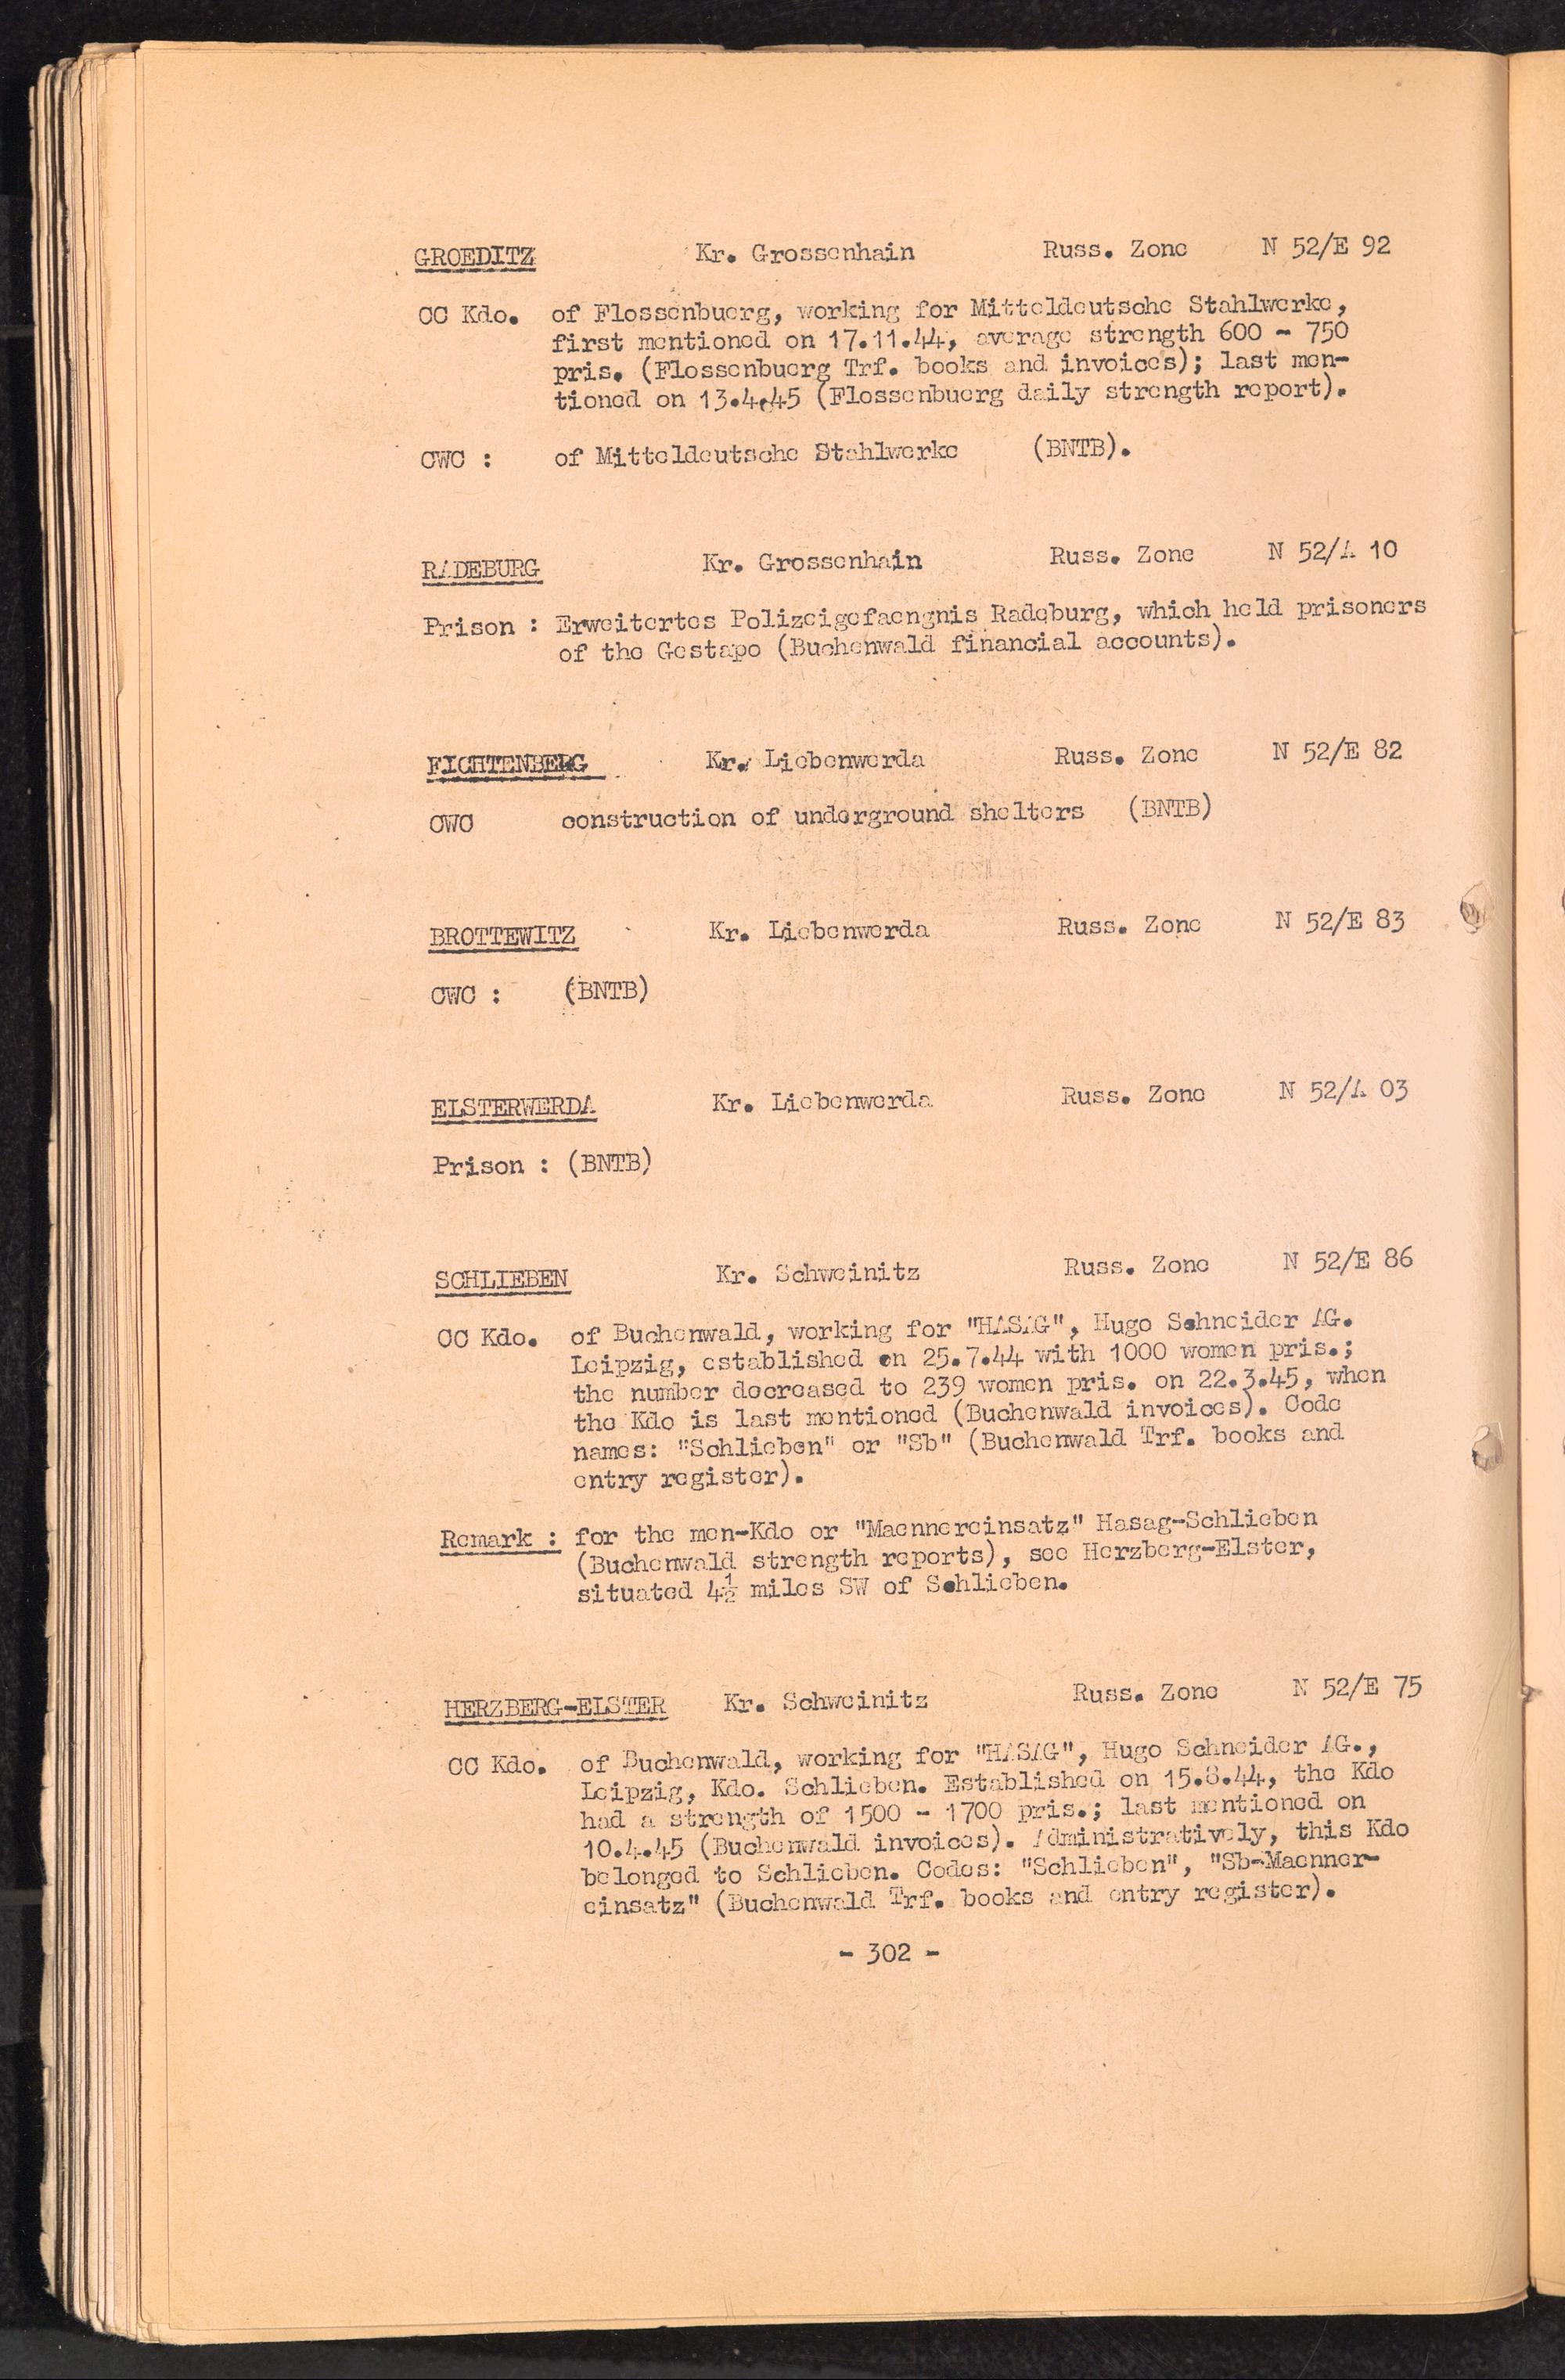 GROEDITZ Kr. Grossenhain Russ. Zone N 52/E 92
CC Kdo. of Flossenbuerg, working for Mitteldeutsche Stahlwerke,
first mentioned on 17.11.44, average strength 600 - 750
pris. (Flossenbuerg Trf. books and invoices); last men-
tioned on 13.4.45 (Flossenbuerg daily strength report).
CWC : of Mitteldeutsche Stahlwerke (BNTB).
RADEBURG Kr. Grossenhain Russ. Zone N 52/A 10
Prison : Erweitertes Polizeigefaengnis Radeburg, which held prisoners
of the Gestapo (Buchenwald financial accounts).
FICHTENBERG Kr. Liebenwerda Russ. Zone N 52/E 82
CWC construction of underground shelters (BNTB)
BROTTEWITZ Kr. Liebenwerda Russ. Zone N 52/E 83
CWC : (BNTB)
ELSTERWERDA Kr. Liebenwerda Russ. Zone N 52/A 03
Prison : (BNTB)
SCHLIEBEN Kr. Schweinitz Russ. Zone N 52/E 86
CC Kdo. of Buchenwald, working for "HASAG", Hugo Schneider AG.
Leipzig, established on 25.7.44 with 1000 women pris.;
the number decreased to 239 women pris. on 22.3.45, when
the Kdo is last mentioned (Buchenwald invoices). Code
names: "Schlieben" or "Sb" (Buchenwald Trf. books and
entry register).
Remark : for the men-Kdo or "Maennereinsatz" Hasag-Schlieben
(Buchenwald strength reports), see Herzberg-Elster,
situated 4½ miles SW of Schlieben.
HERZBERG-ELSTER Kr. Schweinitz Russ. Zone N 52/E 75
CC Kdo. of Buchenwald, working for "HASAG", Hugo Schneider AG.,
Leipzig, Kdo. Schlieben. Established on 15.8.44, the Kdo
had a strength of 1500 - 1700 pris.; last mentioned on
10.4.45 (Buchenwald invoices). Administratively, this Kdo
belonged to Schlieben. Codes: "Schlieben", "Sb-Maenner-
einsatz" (Buchenwald Trf. books and entry register).
- 302 -